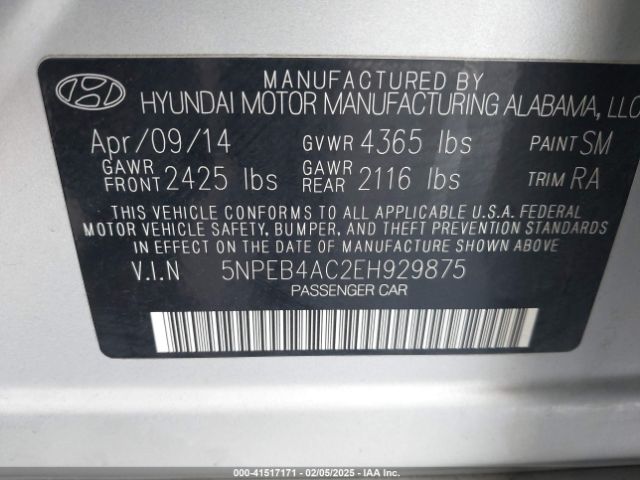 MANUFACTURED BY
HYUNDAI MOTOR MANUFACTURING ALABAMA, LLC
Apr/09/14 GVWR 4365 lbs PAINT SM
GAWR FRONT 2425 lbs GAWR REAR 2116 lbs TRIM RA
THIS VEHICLE CONFORMS TO ALL APPLICABLE U.S.A. FEDERAL
MOTOR VEHICLE SAFETY, BUMPER, AND THEFT PREVENTION STANDARDS
IN EFFECT ON THE DATE OF MANUFACTURE SHOWN ABOVE
V.I.N 5NPEB4AC2EH929875
PASSENGER CAR
000-41517171 - 02/05/2025 - IAAI.COM